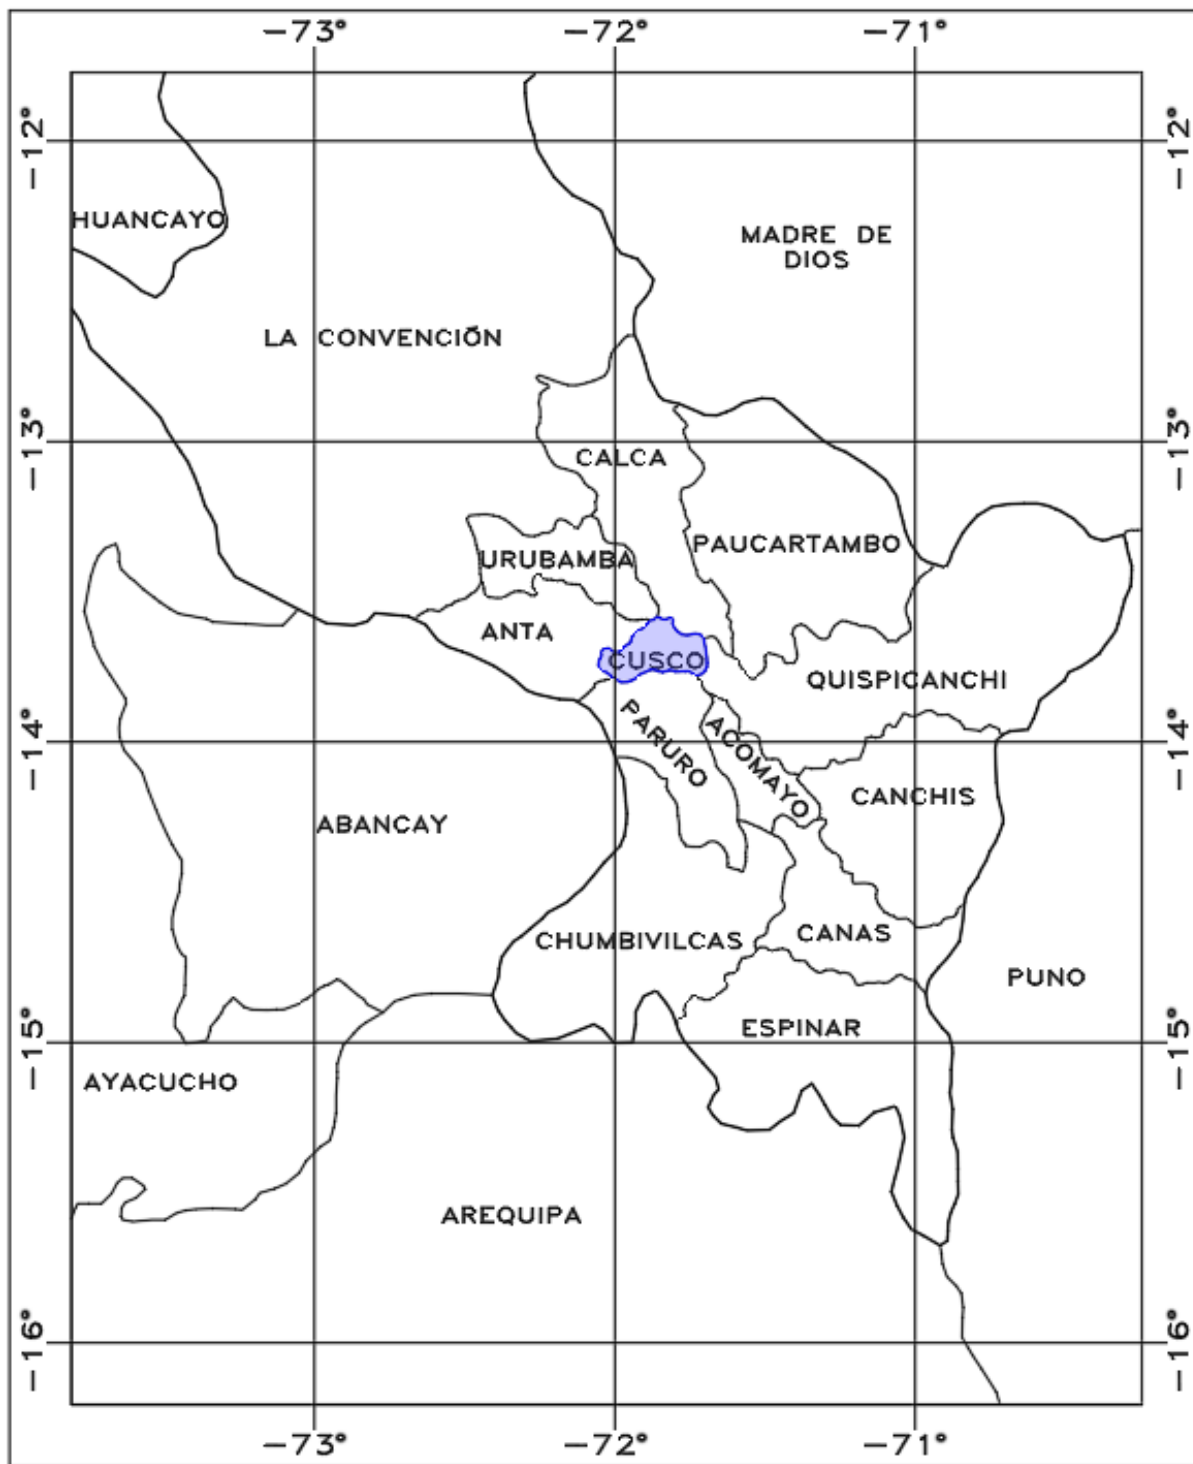 -73° -72° -71°
-12° -12°
HUANCAYO
MADRE DE
DIOS
LA CONVENCIÓN
-13° -13°
CALCA
PAUCARTAMBO
URUBAMBA
ANTA
CUSCO
QUISPICANCHI
PARURO
ACOMAYO
-14° -14°
CANCHIS
ABANCAY
CHUMBIVILCAS
CANAS
PUNO
ESPINAR
-15° -15°
AYACUCHO
AREQUIPA
-16° -16°
-73° -72° -71°